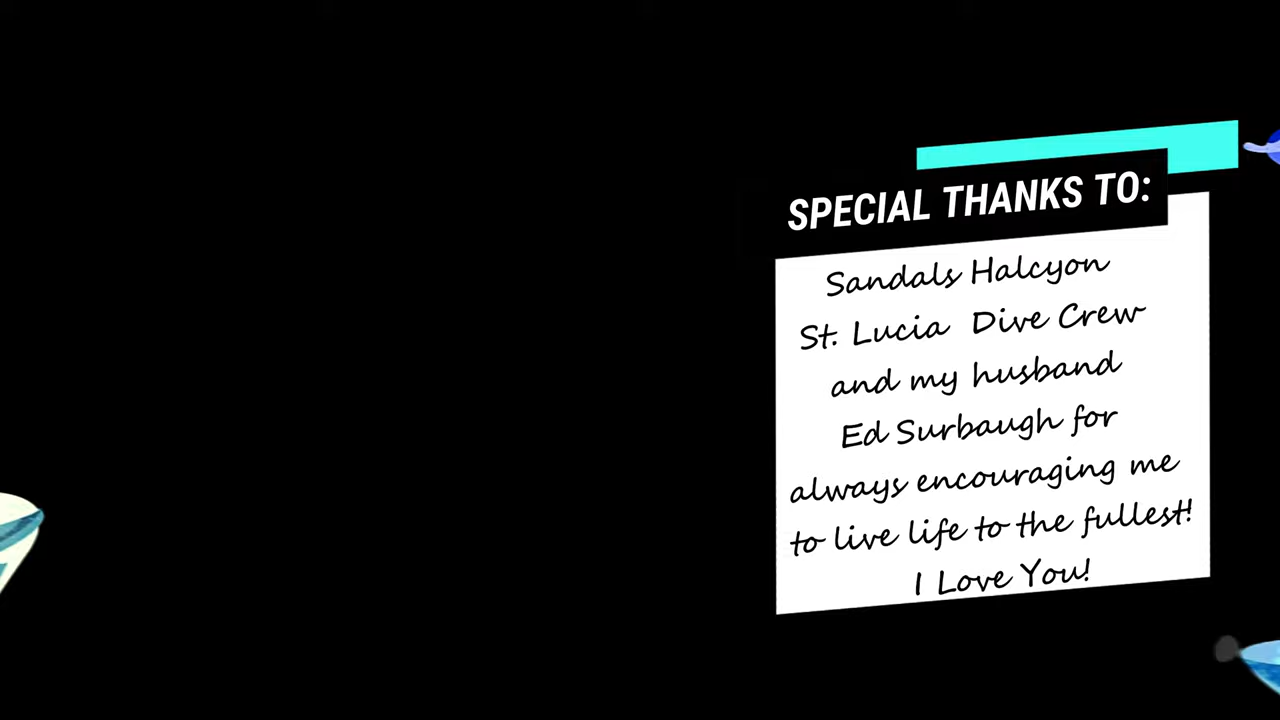 SPECIAL THANKS TO:
Sandals Halcyon
St. Lucia Dive Crew
and my husband
Ed Surbaugh for
always encouraging me
to live life to the fullest!
I Love You!